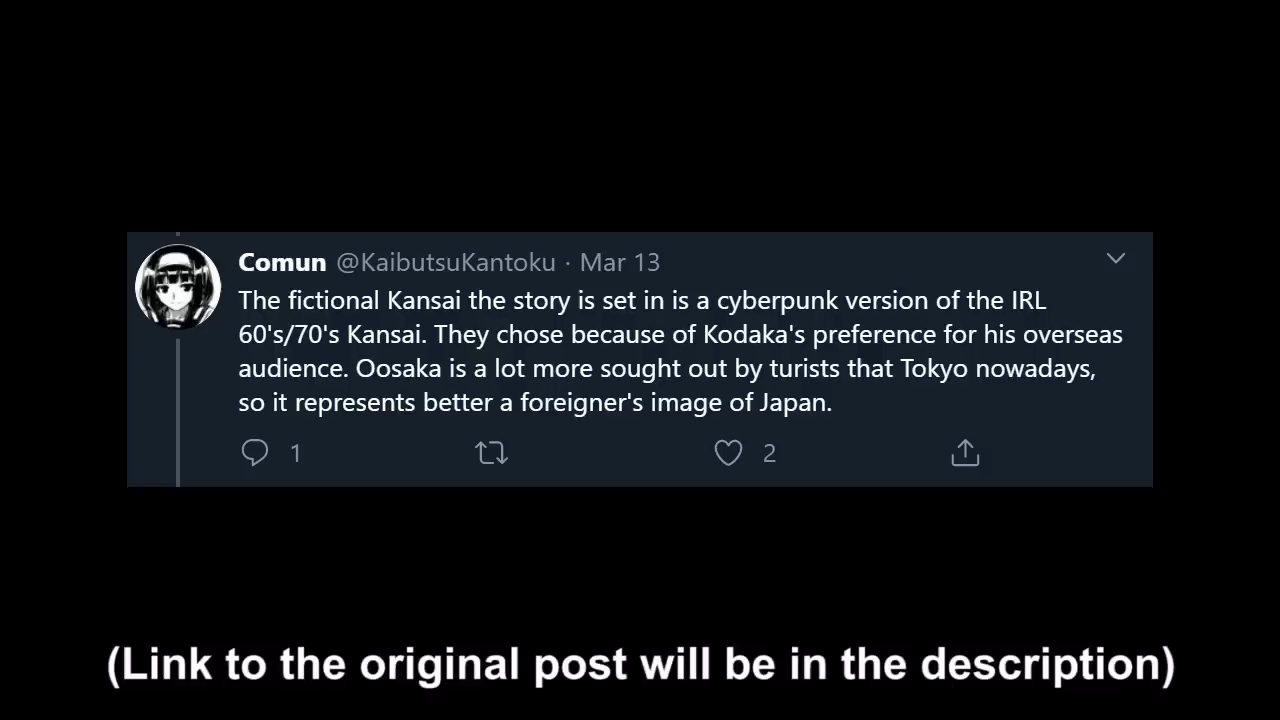 Comun @KaibutsuKantoku · Mar 13
The fictional Kansai the story is set in is a cyberpunk version of the IRL
60's/70's Kansai. They chose because of Kodaka's preference for his overseas
audience. Oosaka is a lot more sought out by turists that Tokyo nowadays,
so it represents better a foreigner's image of Japan.
1 2
(Link to the original post will be in the description)